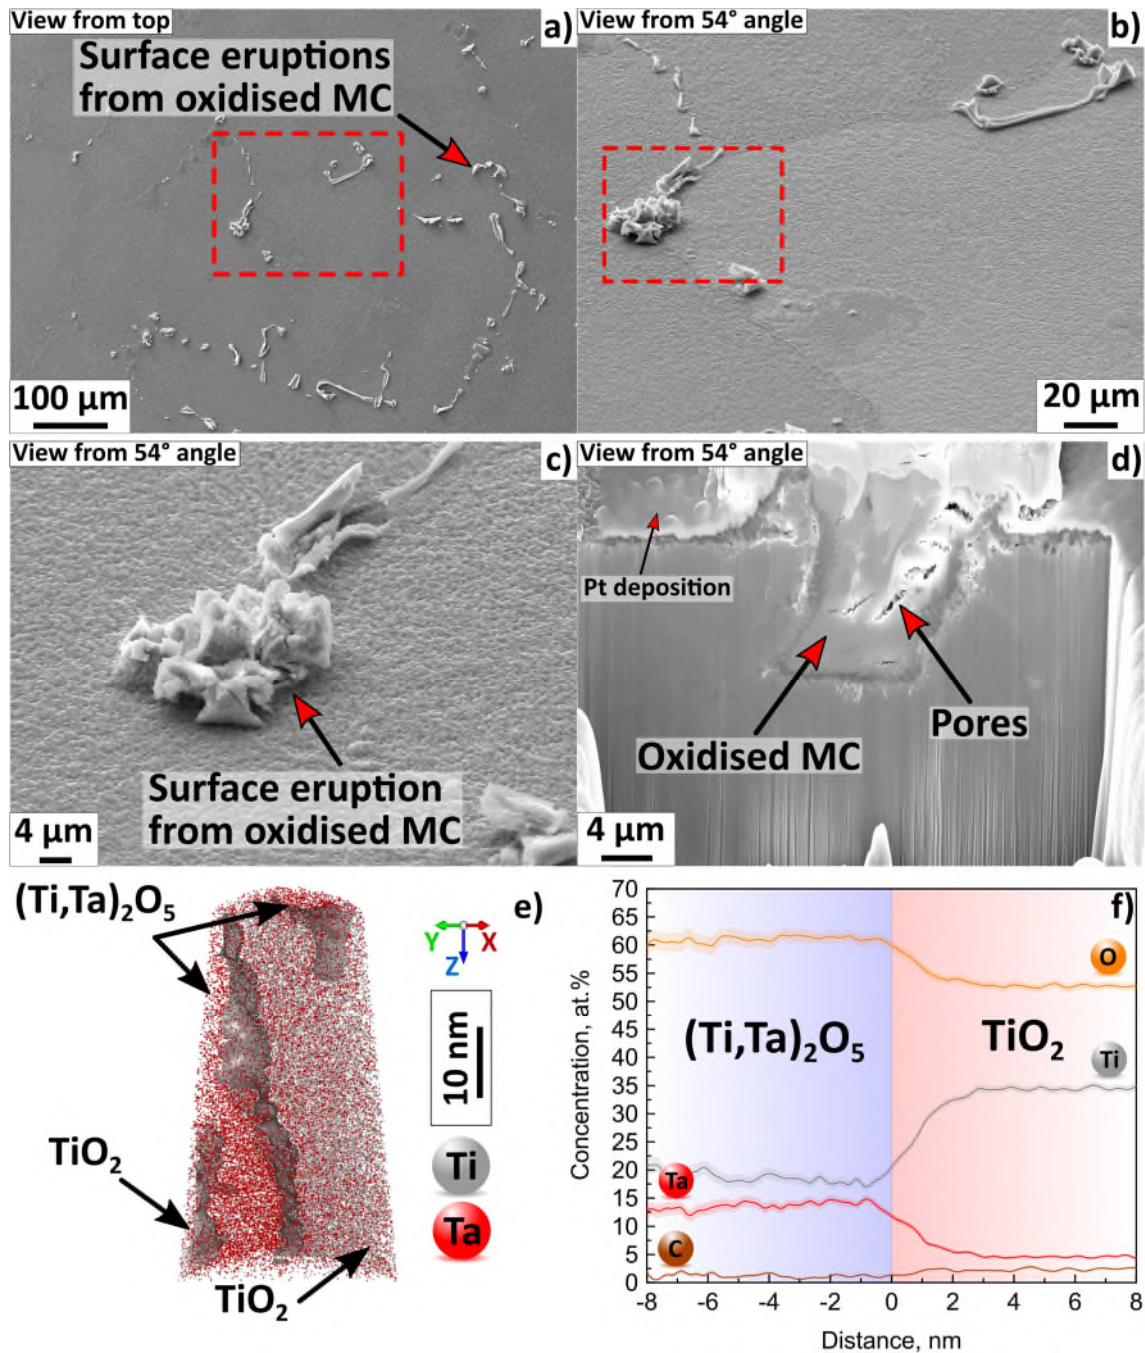 View from top
a)
Surface eruptions
from oxidised MC
100 µm
View from 54° angle
b)
20 µm
View from 54° angle
c)
Surface eruption
from oxidised MC
4 µm
View from 54° angle
d)
Pt deposition
Oxidised MC
Pores
4 µm
(Ti,Ta)₂O₅
e)
Y
X
Z
10 nm
TiO₂
Ti
Ta
TiO₂
f)
70
65
60
55
50
45
40
35
30
25
20
15
10
5
0
Concentration, at.%
O
(Ti,Ta)₂O₅
TiO₂
Ti
Ta
C
-8 -6 -4 -2 0 2 4 6 8
Distance, nm